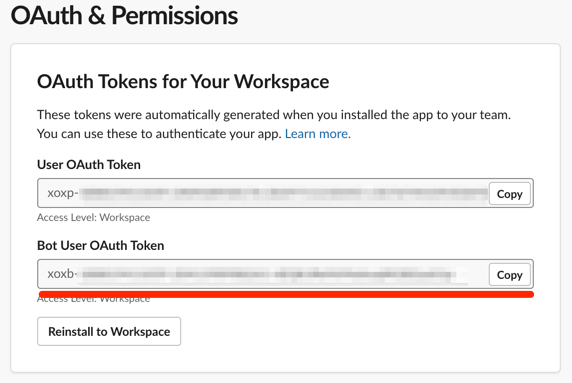 OAuth & Permissions
OAuth Tokens for Your Workspace
These tokens were automatically generated when you installed the app to your team.
You can use these to authenticate your app. Learn more.
User OAuth Token
xoxp-
Copy
Access Level: Workspace
Bot User OAuth Token
xoxb-
Copy
Access Level: Workspace
Reinstall to Workspace